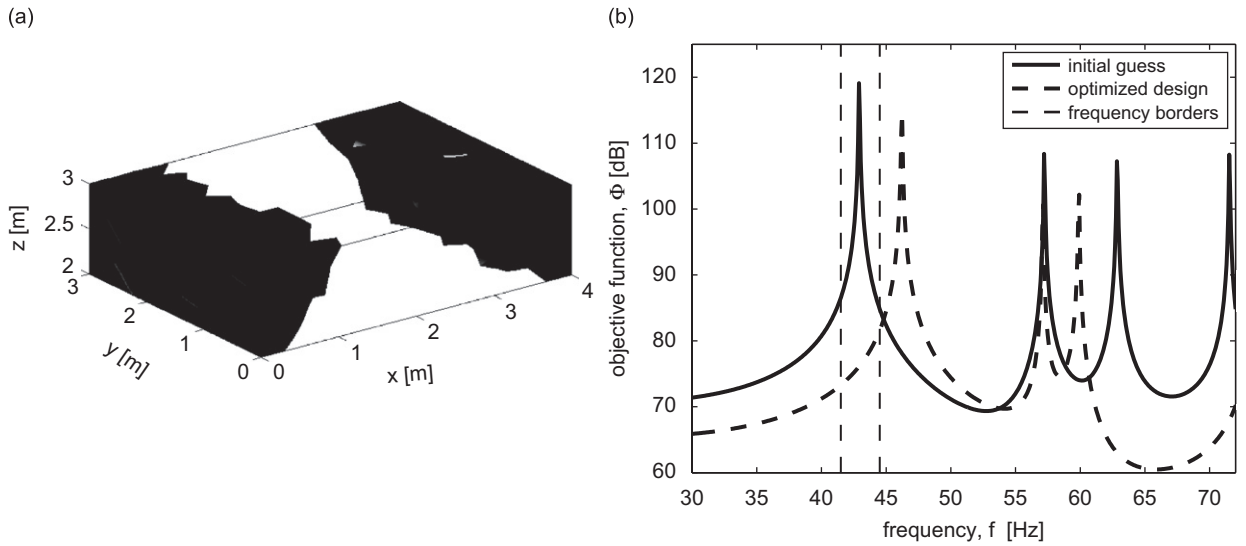 (a)
3
2.5
2
z [m]
3
2
1
0
y [m]
0
1
2
3
4
x [m]
(b)
120
110
100
90
80
70
60
objective function, Φ [dB]
initial guess
optimized design
frequency borders
30
35
40
45
50
55
60
65
70
frequency, f [Hz]